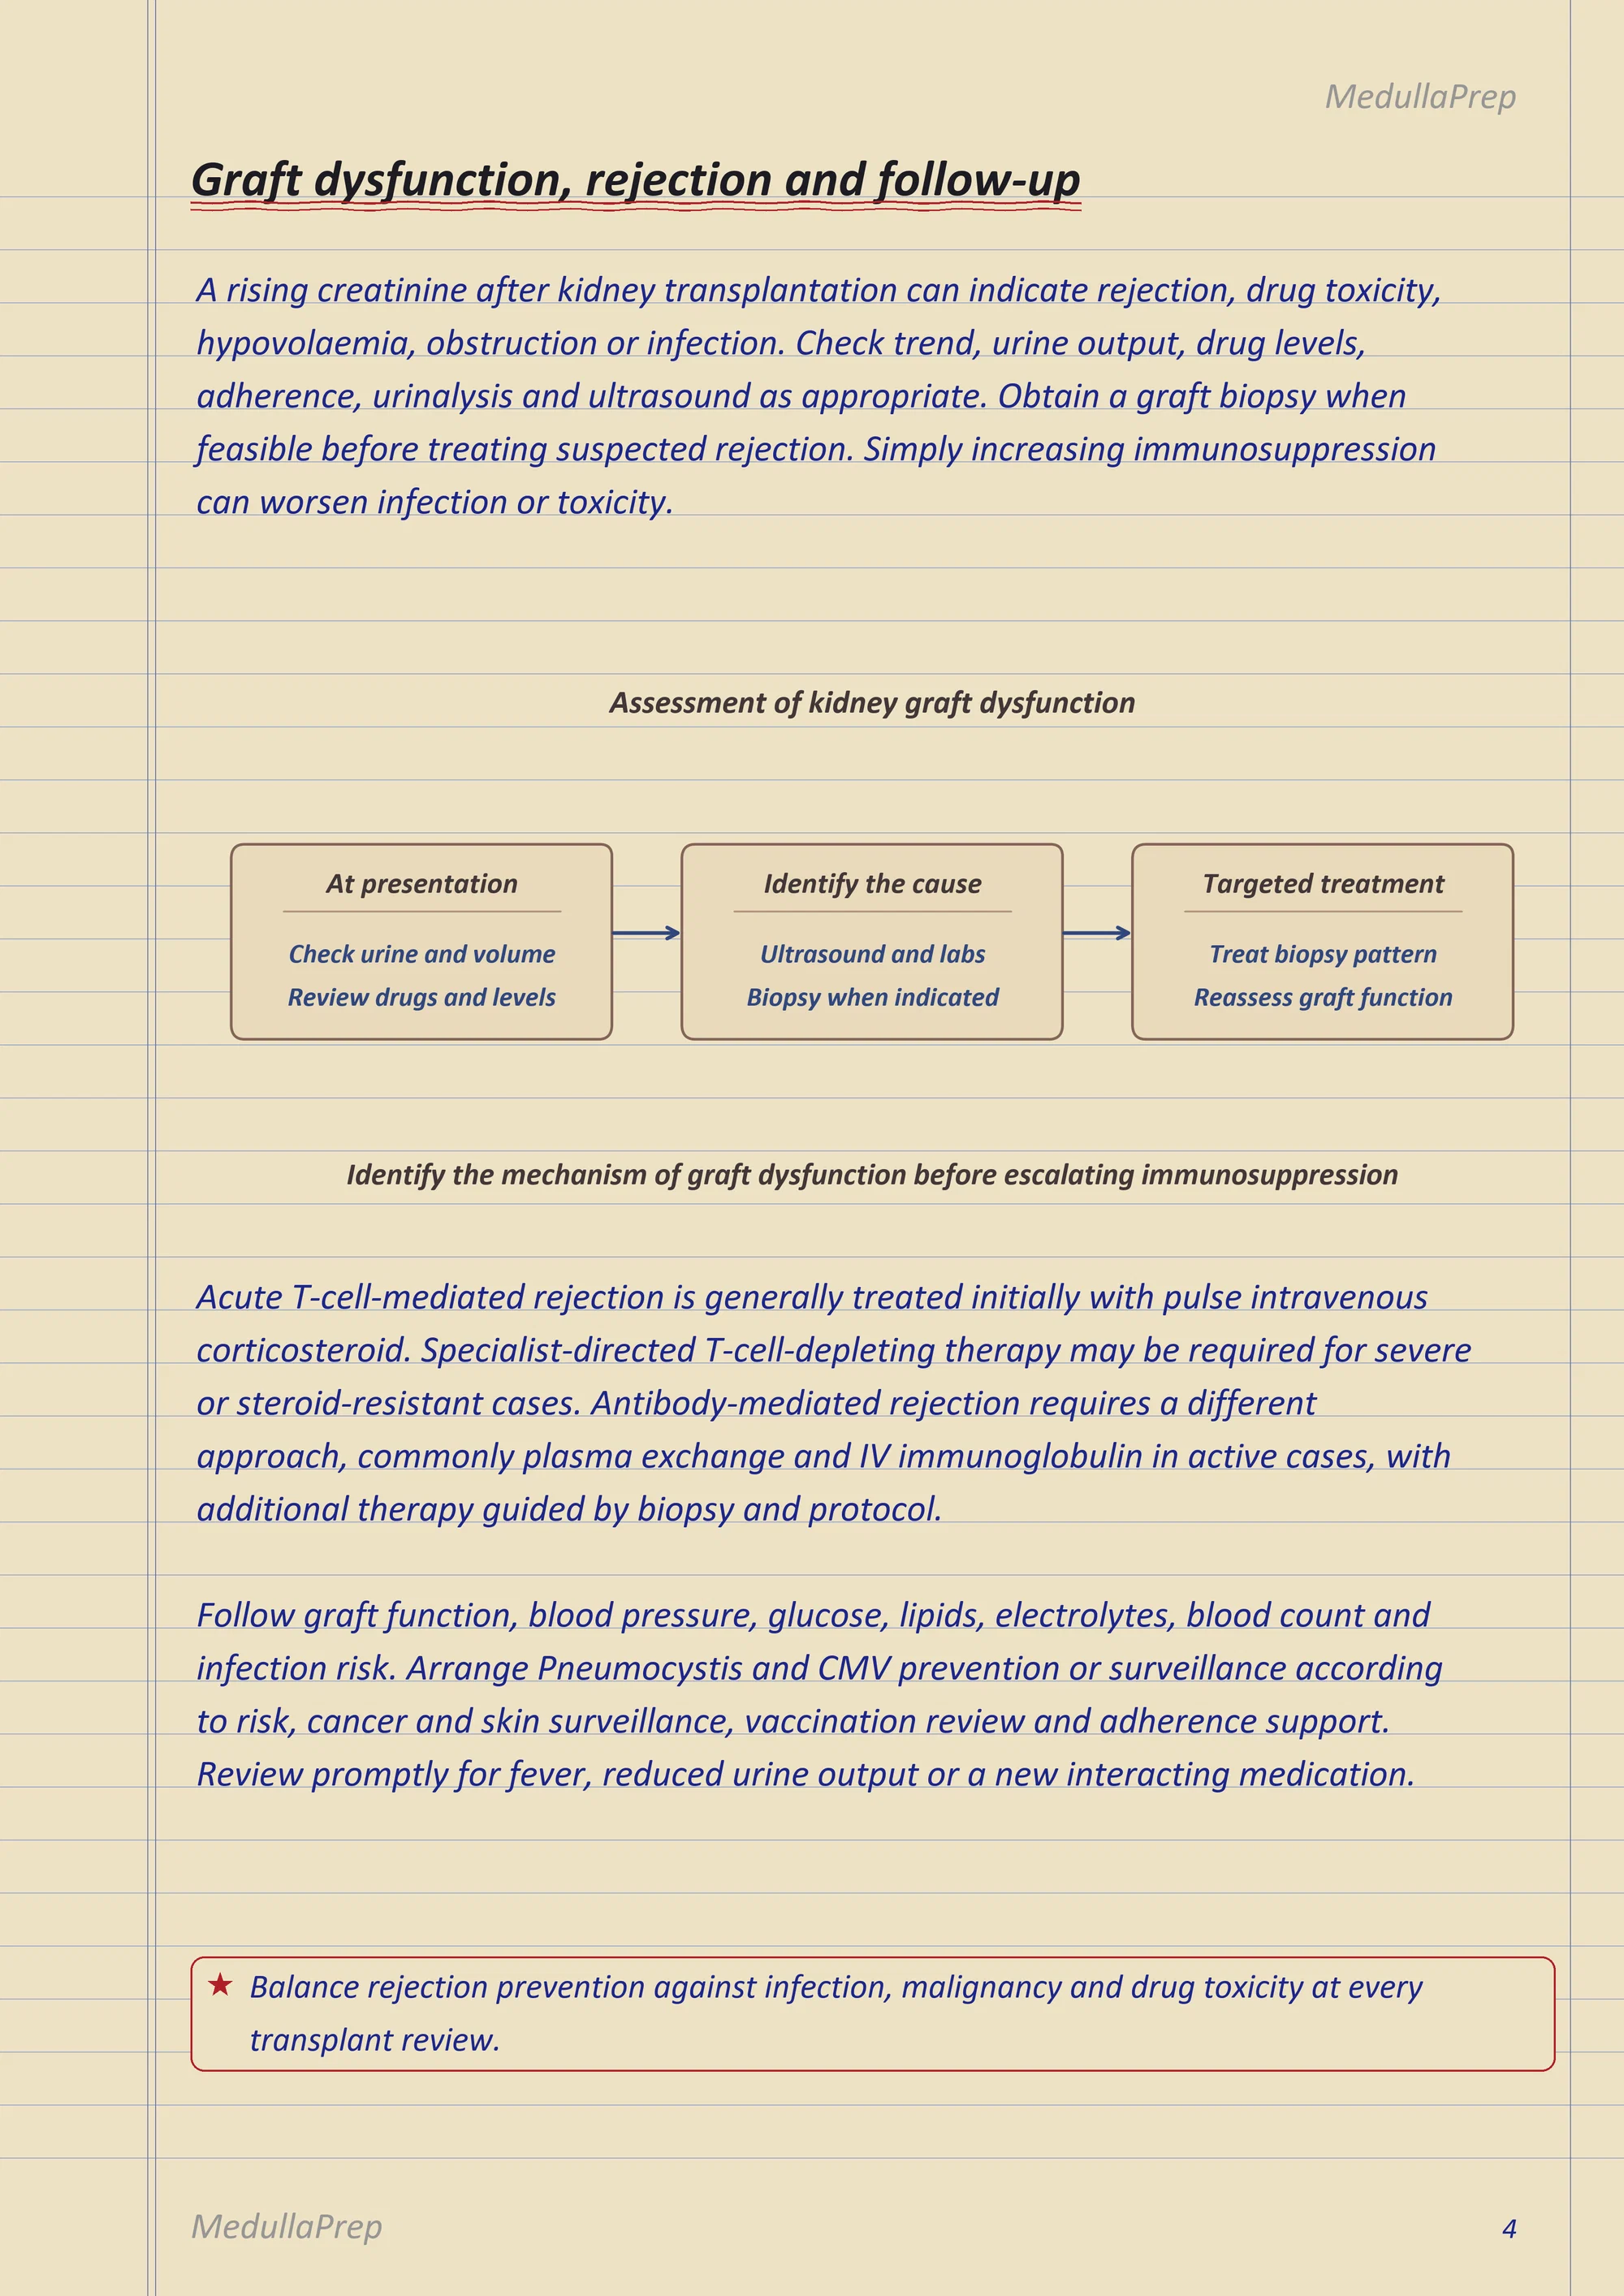 MedullaPrep
Graft dysfunction, rejection and follow-up
A rising creatinine after kidney transplantation can indicate rejection, drug toxicity,
hypovolaemia, obstruction or infection. Check trend, urine output, drug levels,
adherence, urinalysis and ultrasound as appropriate. Obtain a graft biopsy when
feasible before treating suspected rejection. Simply increasing immunosuppression
can worsen infection or toxicity.
Assessment of kidney graft dysfunction
At presentation
Check urine and volume
Review drugs and levels
Identify the cause
Ultrasound and labs
Biopsy when indicated
Targeted treatment
Treat biopsy pattern
Reassess graft function
Identify the mechanism of graft dysfunction before escalating immunosuppression
Acute T-cell-mediated rejection is generally treated initially with pulse intravenous
corticosteroid. Specialist-directed T-cell-depleting therapy may be required for severe
or steroid-resistant cases. Antibody-mediated rejection requires a different
approach, commonly plasma exchange and IV immunoglobulin in active cases, with
additional therapy guided by biopsy and protocol.
Follow graft function, blood pressure, glucose, lipids, electrolytes, blood count and
infection risk. Arrange Pneumocystis and CMV prevention or surveillance according
to risk, cancer and skin surveillance, vaccination review and adherence support.
Review promptly for fever, reduced urine output or a new interacting medication.
★ Balance rejection prevention against infection, malignancy and drug toxicity at every
transplant review.
MedullaPrep
4